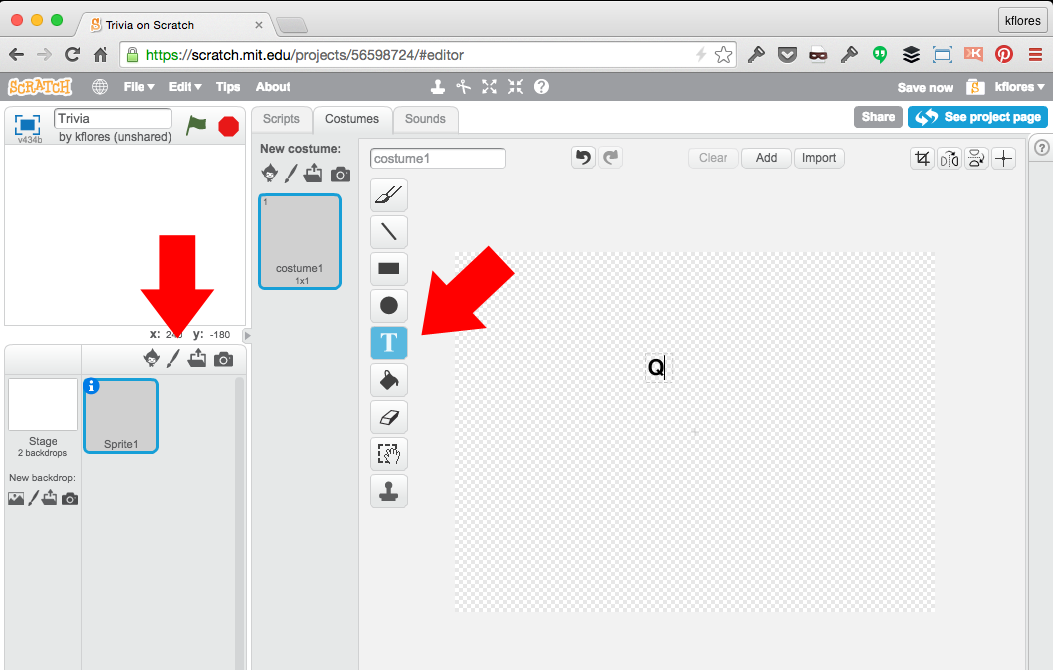 Trivia on Scratch
kflores
https://scratch.mit.edu/projects/56598724/#editor
SCRATCH File Edit Tips About Save now kflores
Trivia
by kflores (unshared)
v434b
Scripts Costumes Sounds Share See project page
New costume:
costume1
Clear Add Import
1
costume1
1x1
T
Q
x: y: -180
Stage
2 backdrops
New backdrop:
Sprite1